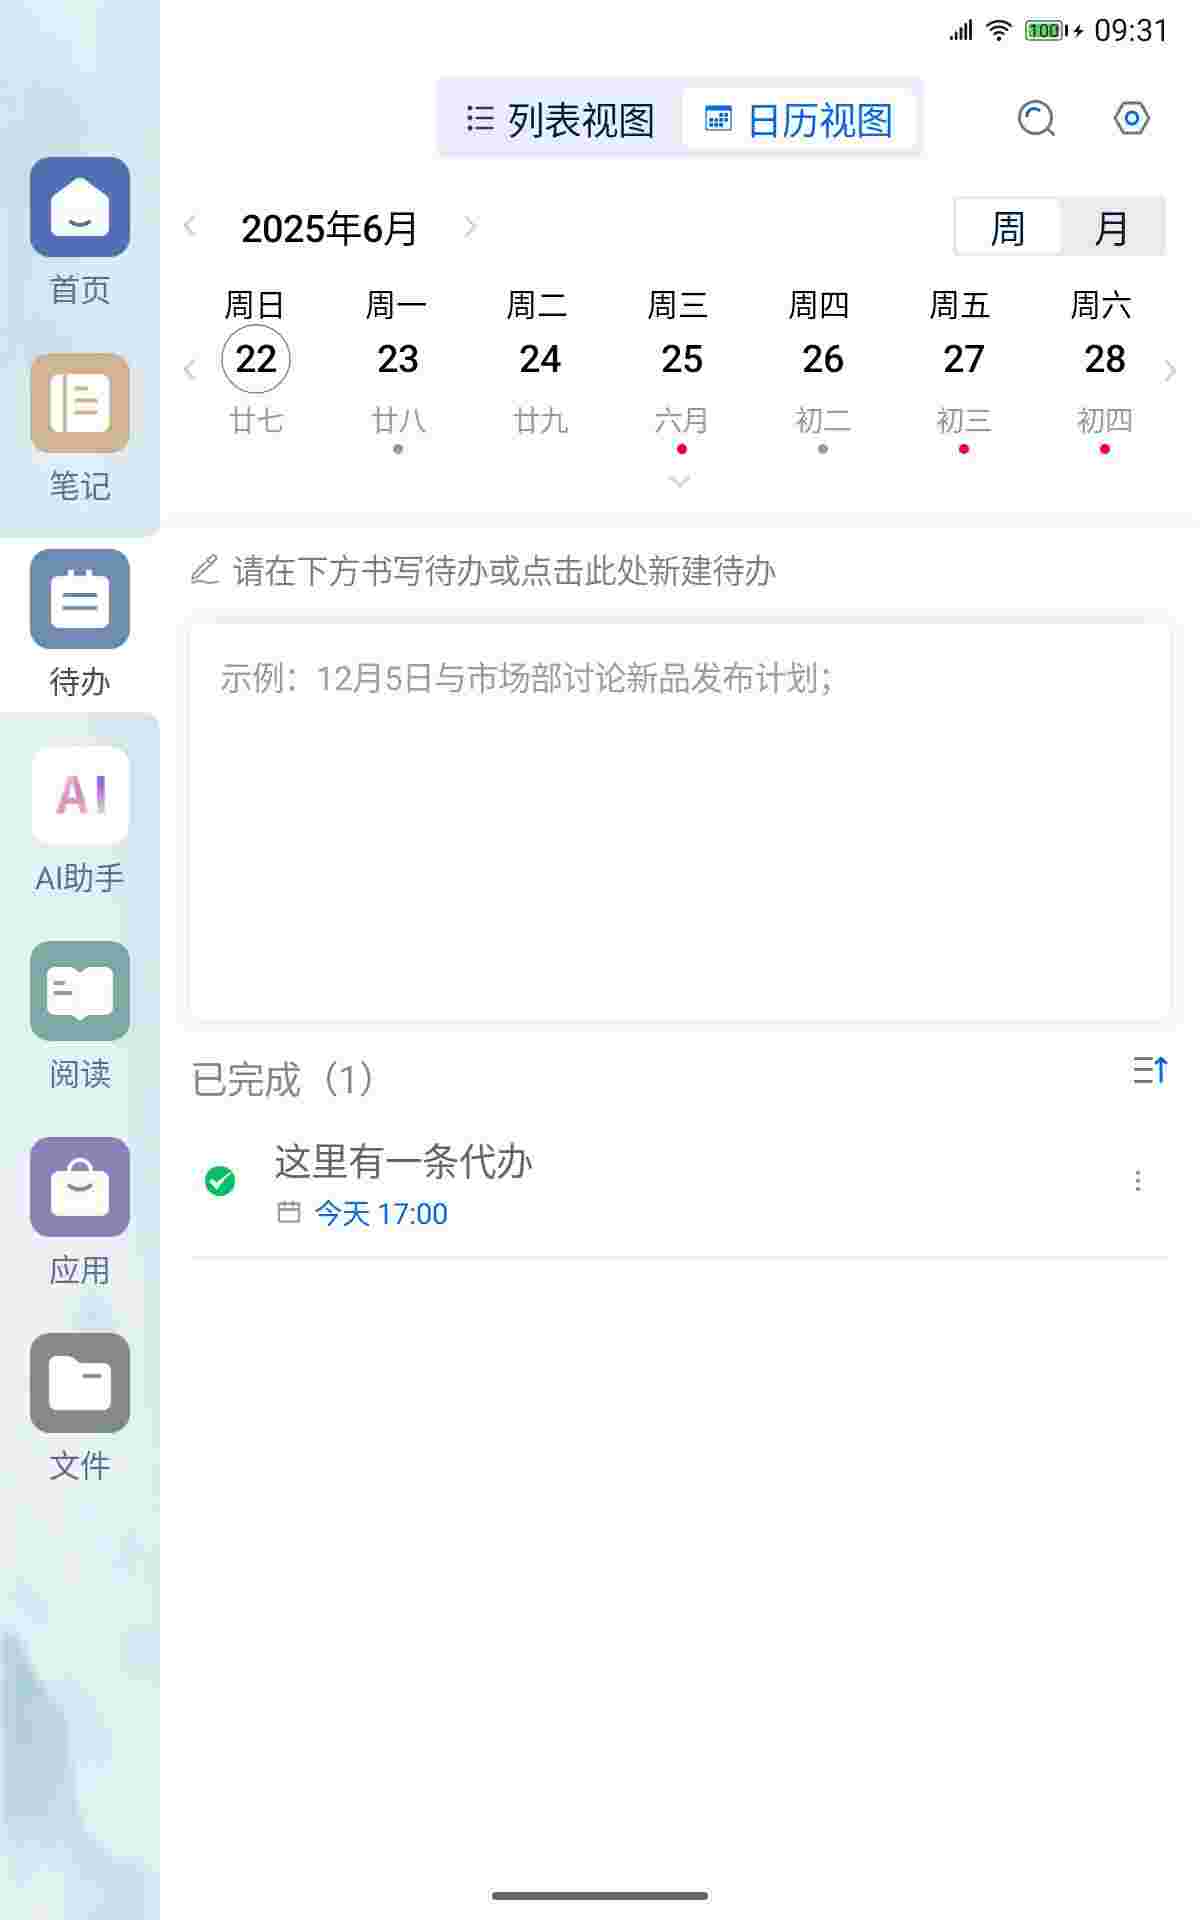 100 09:31
列表视图 日历视图
2025年6月 周 月
周日 周一 周二 周三 周四 周五 周六
22 23 24 25 26 27 28
廿七 廿八 廿九 六月 初二 初三 初四
请在下方书写待办或点击此处新建待办
示例：12月5日与市场部讨论新品发布计划；
已完成（1）
这里有一条代办
今天 17:00
首页
笔记
待办
AI
AI助手
阅读
应用
文件